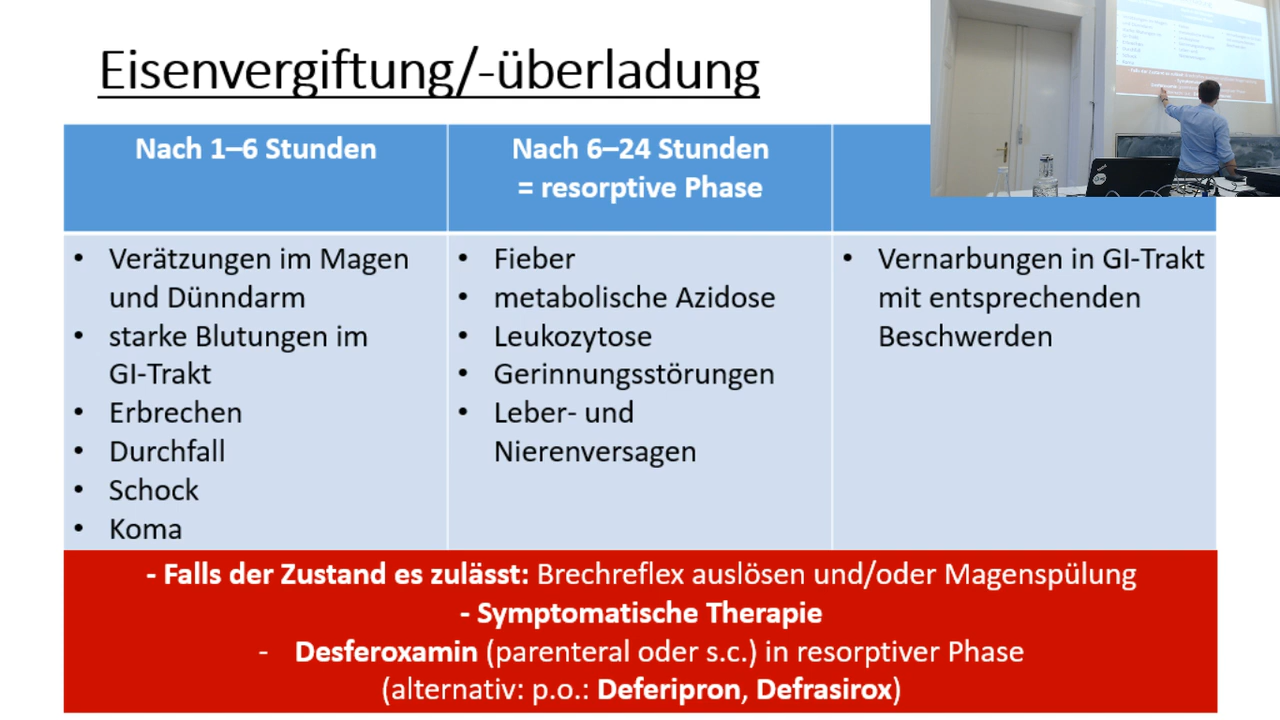 Eisenvergiftung/-überladung
Nach 1–6 Stunden
Nach 6–24 Stunden
= resorptive Phase
• Verätzungen im Magen
und Dünndarm
• starke Blutungen im
GI-Trakt
• Erbrechen
• Durchfall
• Schock
• Koma
• Fieber
• metabolische Azidose
• Leukozytose
• Gerinnungsstörungen
• Leber- und
Nierenversagen
• Vernarbungen in GI-Trakt
mit entsprechenden
Beschwerden
- Falls der Zustand es zulässt: Brechreflex auslösen und/oder Magenspülung
- Symptomatische Therapie
- Desferoxamin (parenteral oder s.c.) in resorptiver Phase
(alternativ: p.o.: Deferipron, Defrasirox)